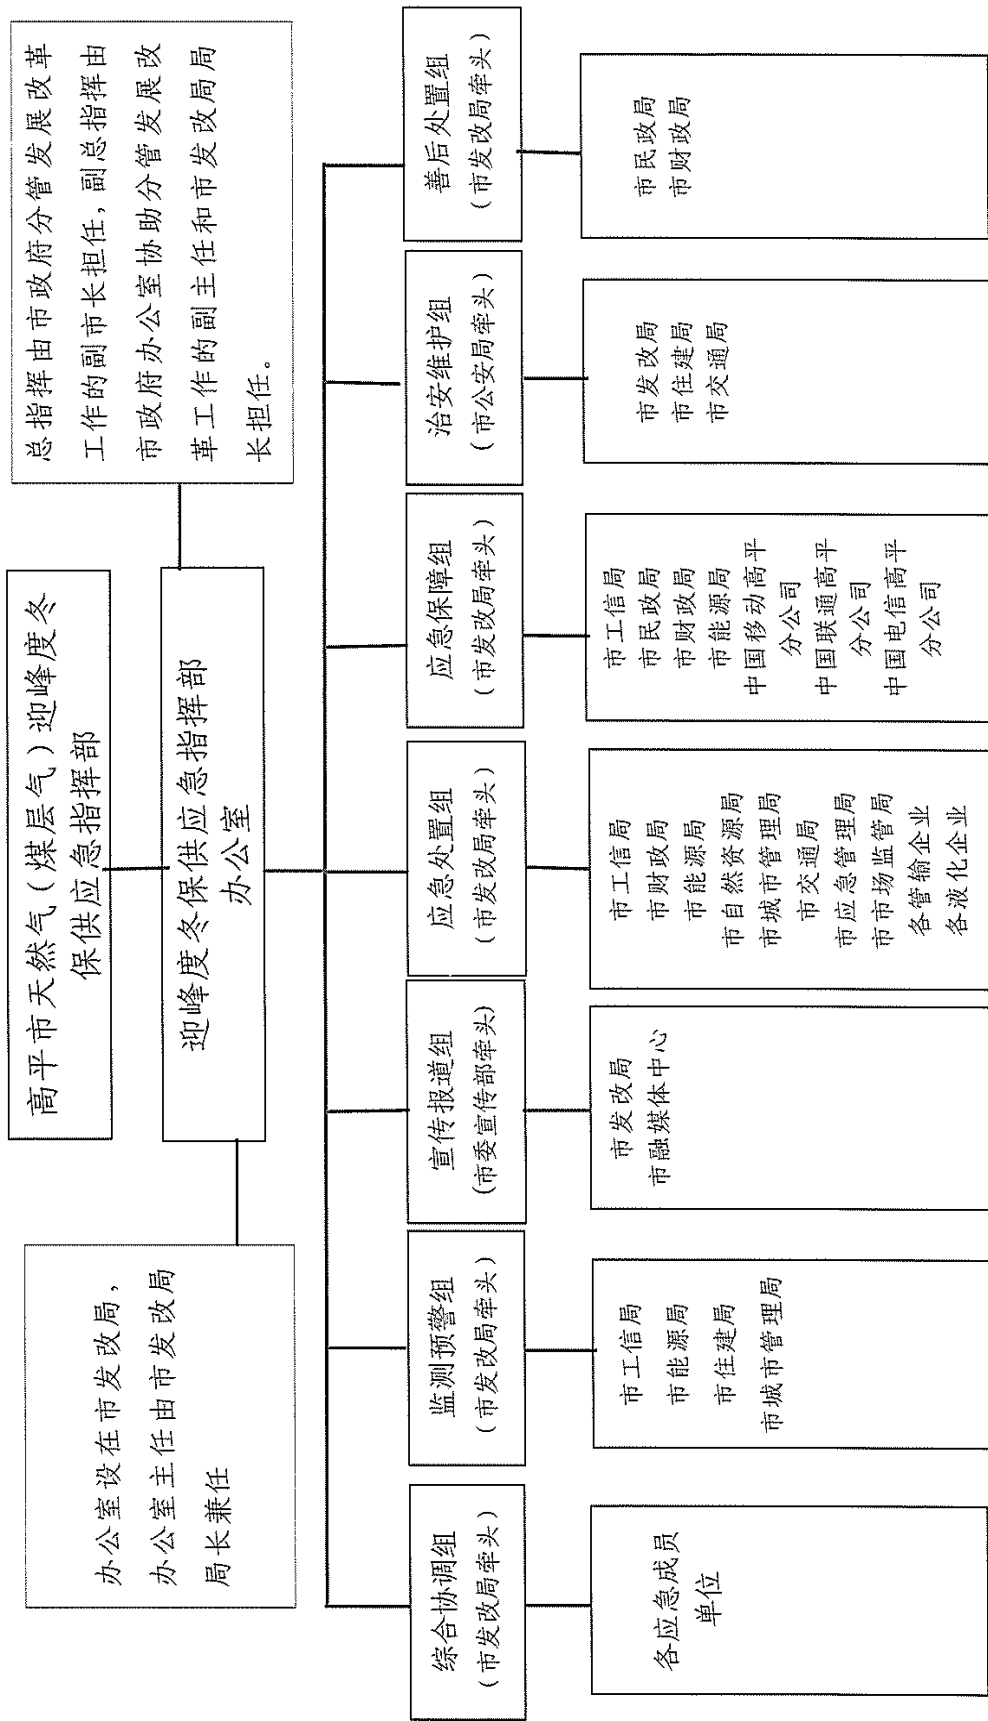 高平市天然气（煤层气）迎峰度冬
保供应急指挥部
迎峰度冬保供应急指挥部
办公室
办公室设在市发改局，
办公室主任由市发改局
局长兼任
总指挥由市政府分管发展改革
工作的副市长担任，副总指挥由
市政府办公室协助分管发展改
革工作的副主任和市发改局局
长担任。
综合协调组
（市发改局牵头）
监测预警组
（市发改局牵头）
宣传报道组
（市委宣传部牵头）
应急处置组
（市发改局牵头）
应急保障组
（市发改局牵头）
治安维护组
（市公安局牵头）
善后处置组
（市发改局牵头）
各应急成员
单位
市工信局
市能源局
市住建局
市城市管理局
市发改局
市融媒体中心
市工信局
市财政局
市能源局
市自然资源局
市城市管理局
市交通局
市应急管理局
市市场监管局
各管输企业
各液化企业
市工信局
市民政局
市财政局
市能源局
中国移动高平
分公司
中国联通高平
分公司
中国电信高平
分公司
市发改局
市住建局
市交通局
市民政局
市财政局